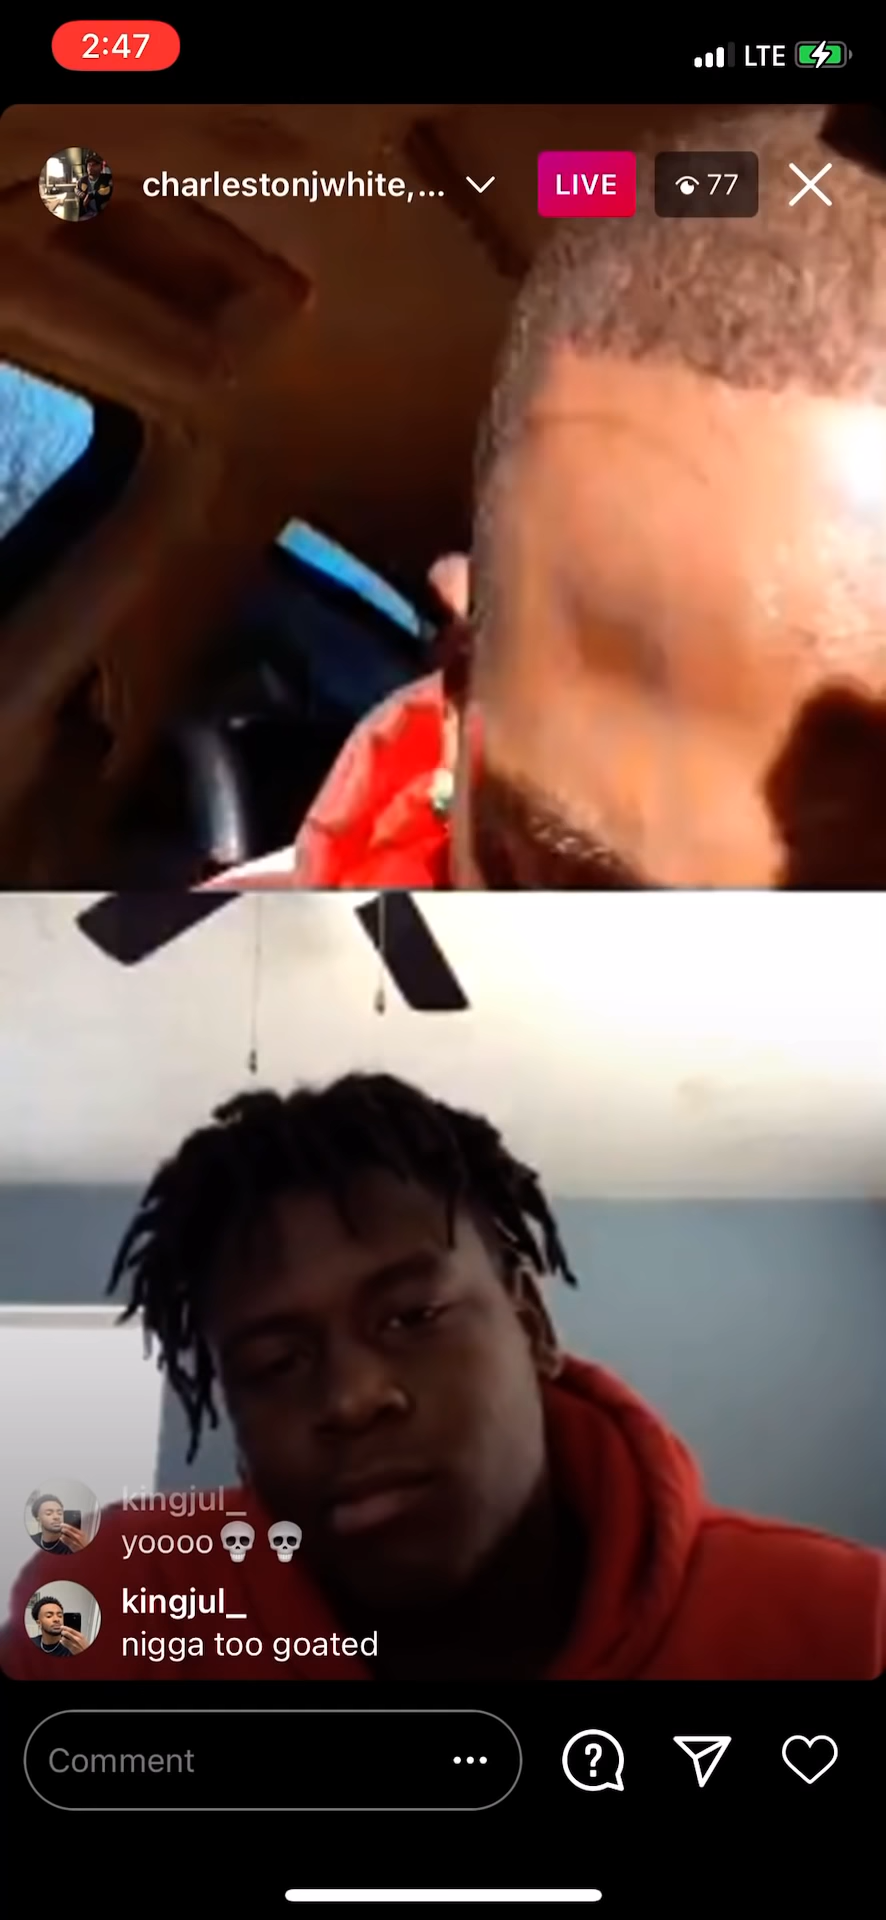 2:47
LTE
charlestonjwhite,...
LIVE
77
kingjul_
yoooo💀💀
kingjul_
nigga too goated
Comment